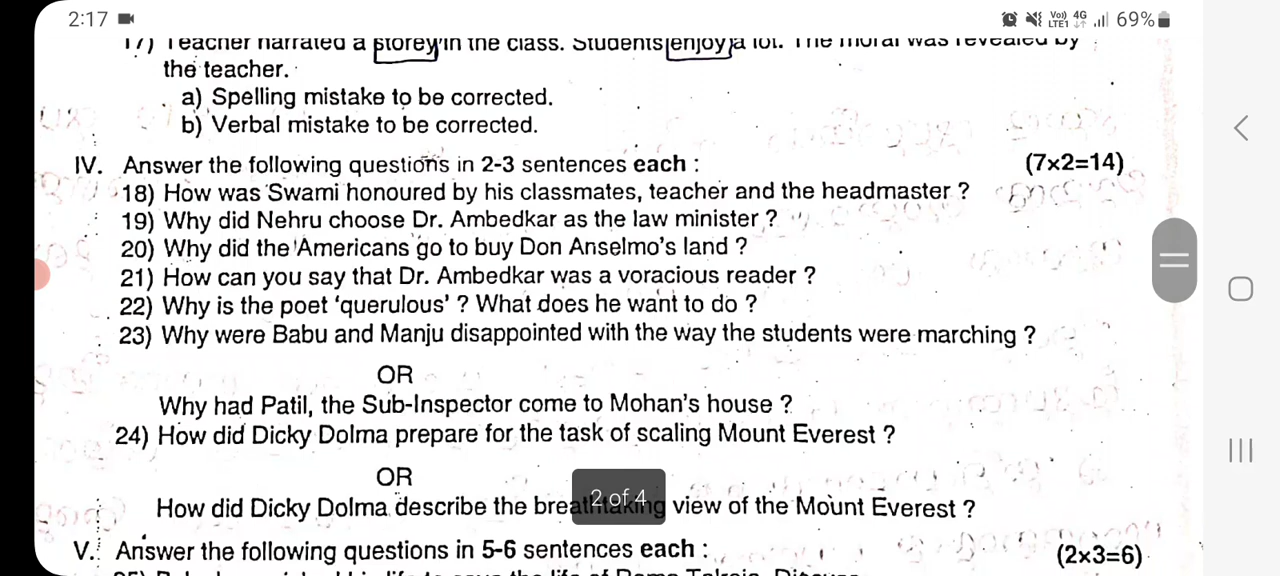 2:17 Vo)) 4G LTE1 69%
17) Teacher narrated a storey in the class. Students enjoy a lot. The moral was revealed by
the teacher.
a) Spelling mistake to be corrected.
b) Verbal mistake to be corrected.
IV. Answer the following questions in 2-3 sentences each : (7×2=14)
18) How was Swami honoured by his classmates, teacher and the headmaster ?
19) Why did Nehru choose Dr. Ambedkar as the law minister ?
20) Why did the Americans go to buy Don Anselmo's land ?
21) How can you say that Dr. Ambedkar was a voracious reader ?
22) Why is the poet 'querulous' ? What does he want to do ?
23) Why were Babu and Manju disappointed with the way the students were marching ?
OR
Why had Patil, the Sub-Inspector come to Mohan's house ?
24) How did Dicky Dolma prepare for the task of scaling Mount Everest ?
OR
How did Dicky Dolma describe the breathtaking view of the Mount Everest ?
2 of 4
V. Answer the following questions in 5-6 sentences each : (2×3=6)